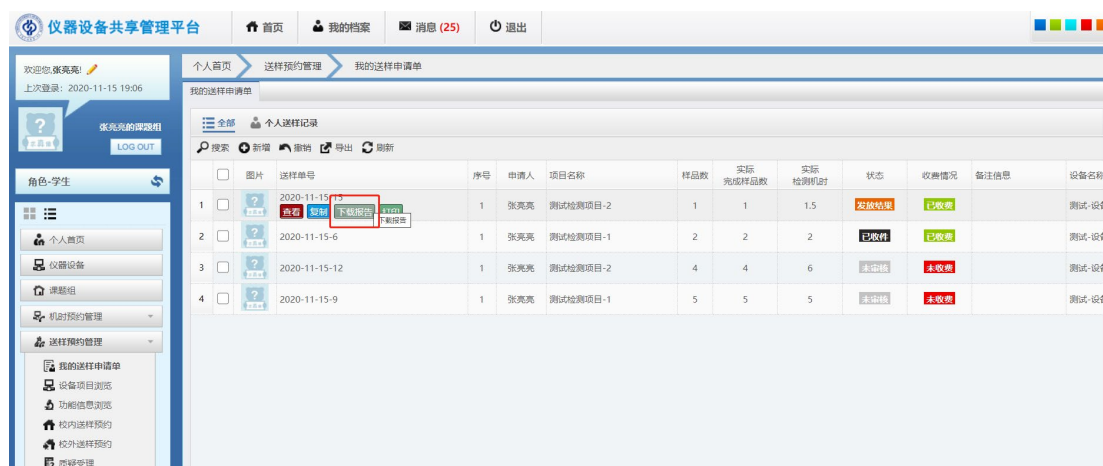 仪器设备共享管理平台 首页 我的档案 消息 (25) 退出
欢迎您,张亮亮!
上次登录：2020-11-15 19:06
张亮亮的课题组
LOG OUT
角色-学生
个人首页
仪器设备
课题组
机时预约管理
送样预约管理
我的送样申请单
设备项目浏览
功能信息浏览
校内送样预约
校外送样预约
质疑受理
个人首页 送样预约管理 我的送样申请单
我的送样申请单
全部 个人送样记录
搜索 新增 撤销 导出 刷新
图片 送样单号 序号 申请人 项目名称 样品数 实际完成样品数 实际检测机时 状态 收费情况 备注信息 设备名称
1 2020-11-15-15 1 张亮亮 测试检测项目-2 1 1 1.5 发放结果 已收费 测试-设备
查看 复制 下载报告 打印
下载报告
2 2020-11-15-6 1 张亮亮 测试检测项目-1 2 2 2 已收件 已收费 测试-设备
3 2020-11-15-12 1 张亮亮 测试检测项目-2 4 4 6 未审核 未收费 测试-设备
4 2020-11-15-9 1 张亮亮 测试检测项目-1 5 5 5 未审核 未收费 测试-设备